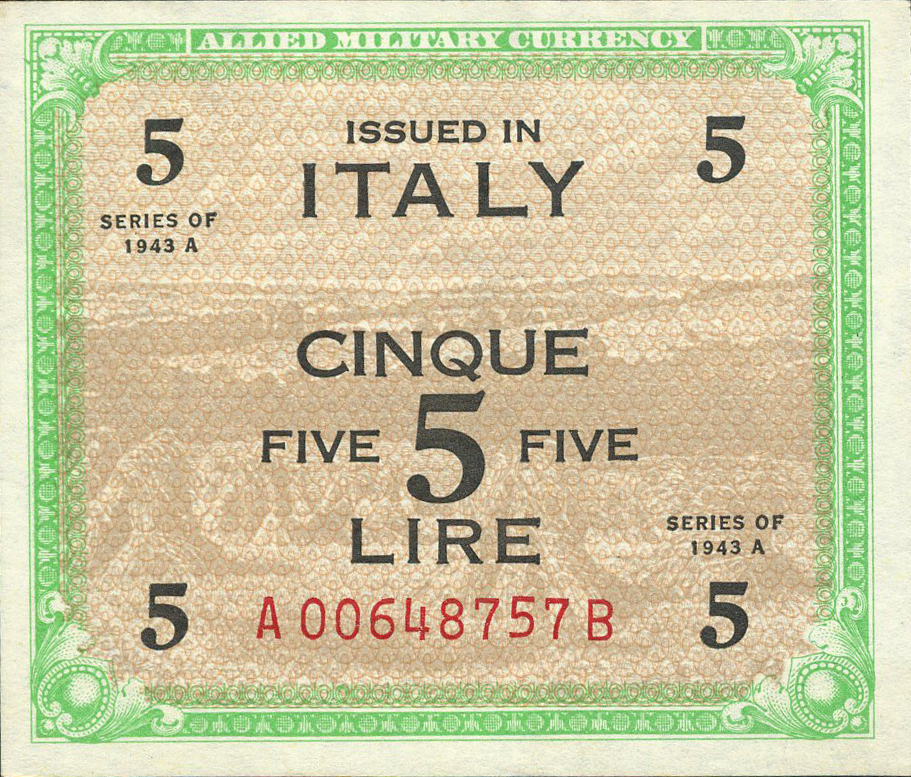 ALLIED MILITARY CURRENCY
5 ISSUED IN 5
ITALY
SERIES OF
1943 A
CINQUE
FIVE 5 FIVE
LIRE
SERIES OF
1943 A
5 A00648757B 5